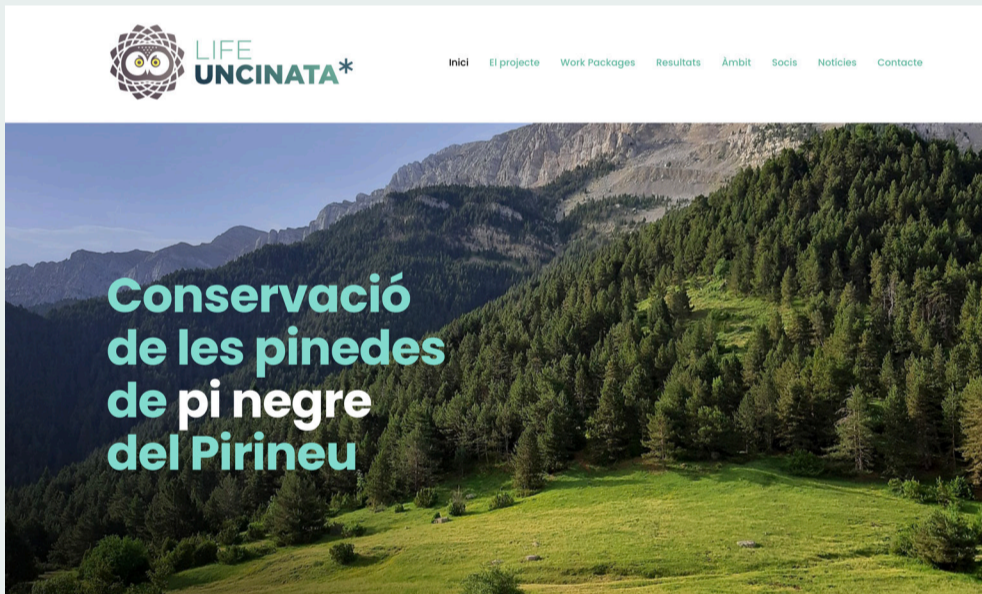 LIFE
UNCINATA*
Inici El projecte Work Packages Resultats Àmbit Socis Noticies Contacte
Conservació
de les pinedes
de pi negre
del Pirineu